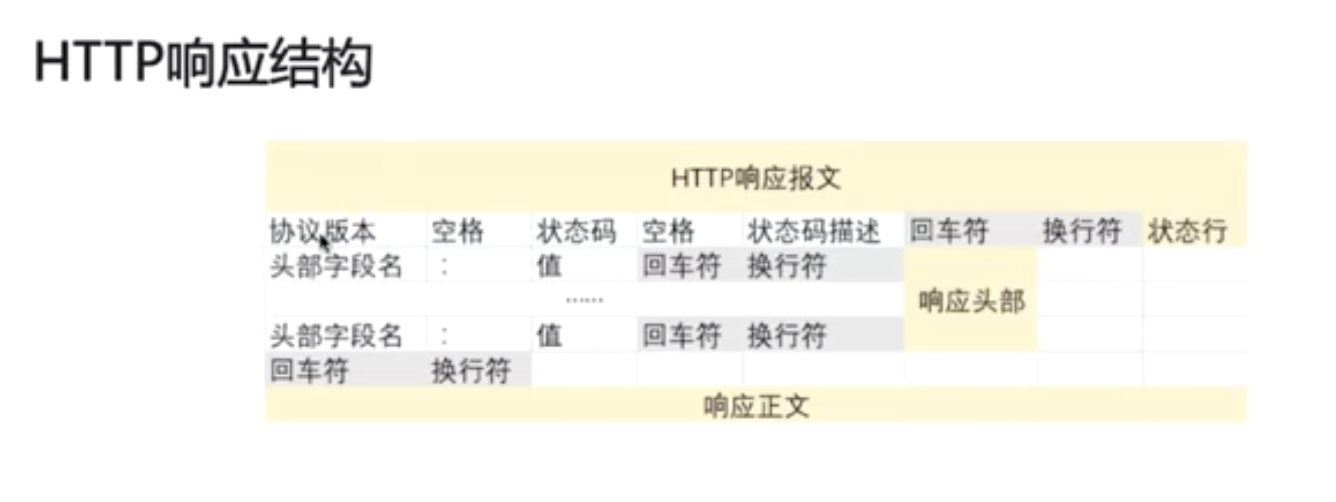 HTTP响应结构
HTTP响应报文
协议版本 空格 状态码 空格 状态码描述 回车符 换行符 状态行
头部字段名 : 值 回车符 换行符
响应头部
......
头部字段名 : 值 回车符 换行符
回车符 换行符
响应正文